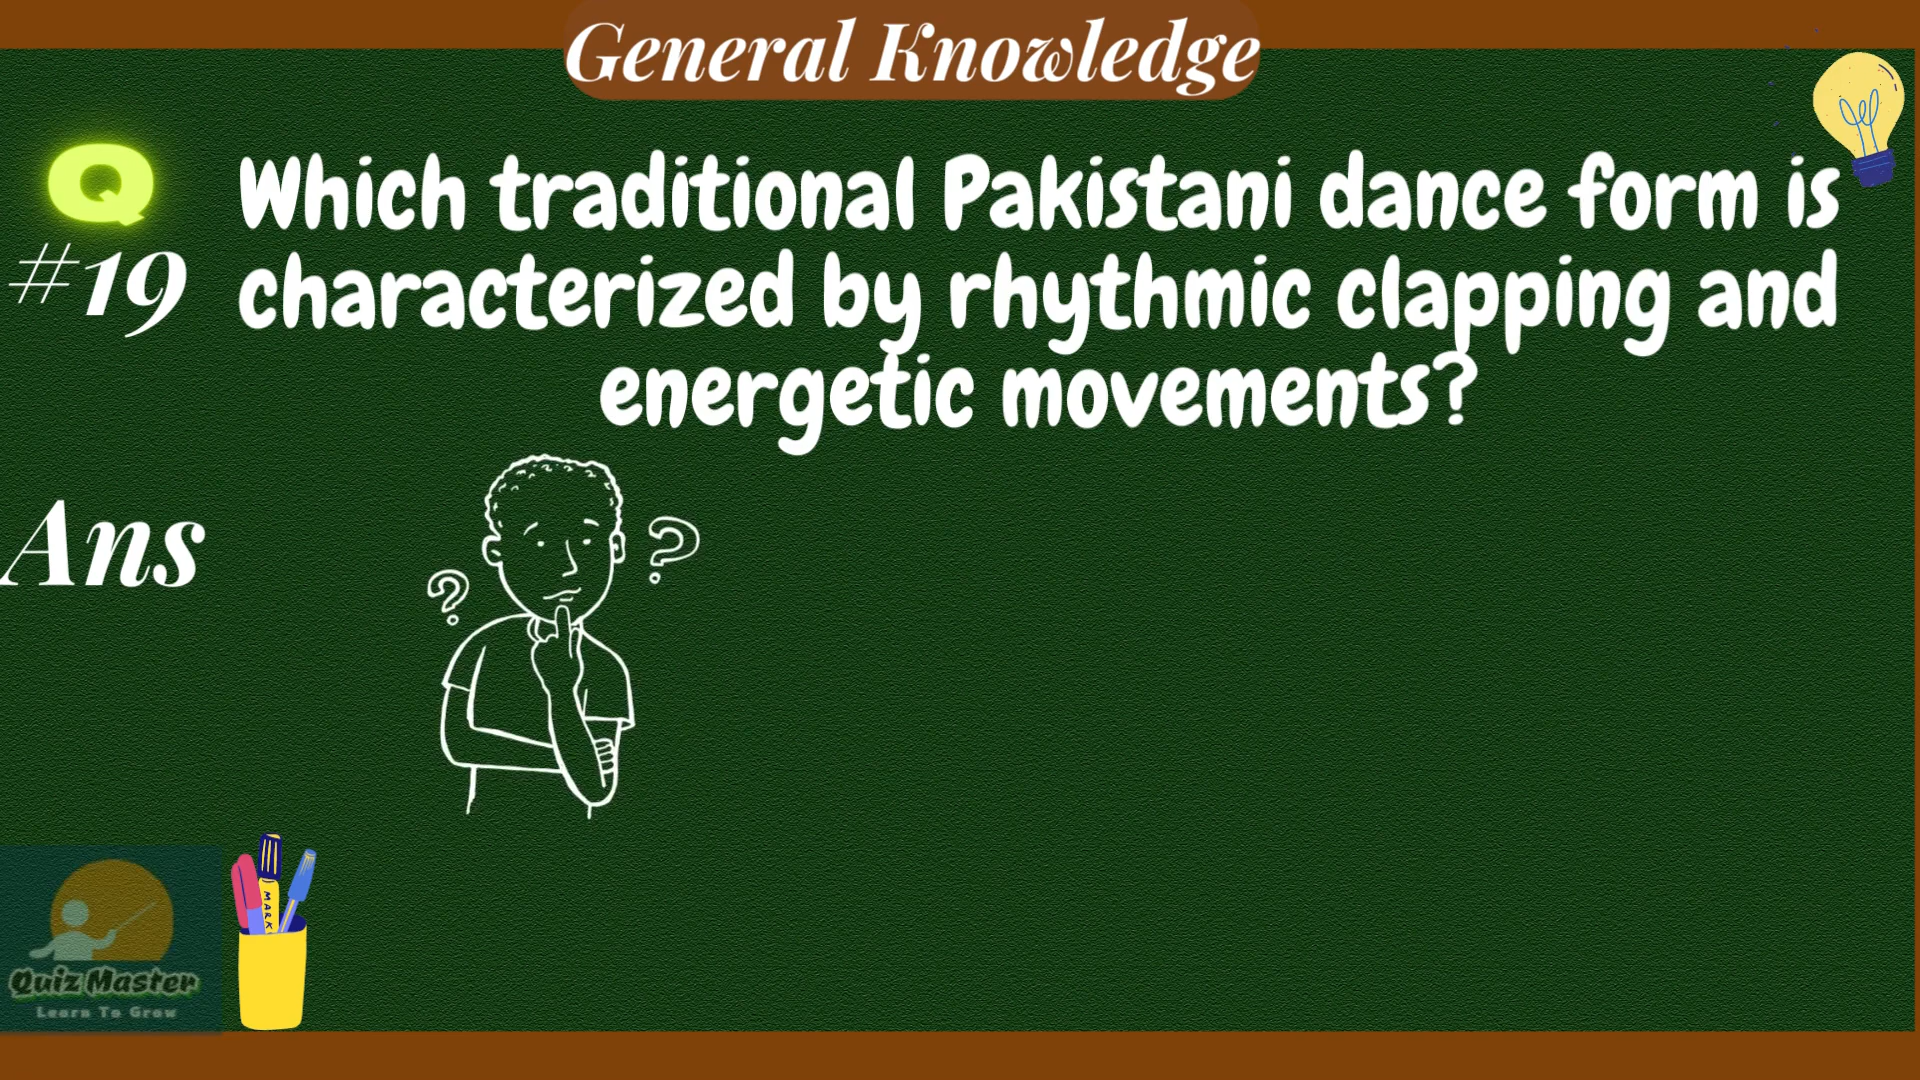 General Knowledge
Q
#19
Which traditional Pakistani dance form is
characterized by rhythmic clapping and
energetic movements?
Ans
?
?
MARK
Quiz Master
Learn To Grow